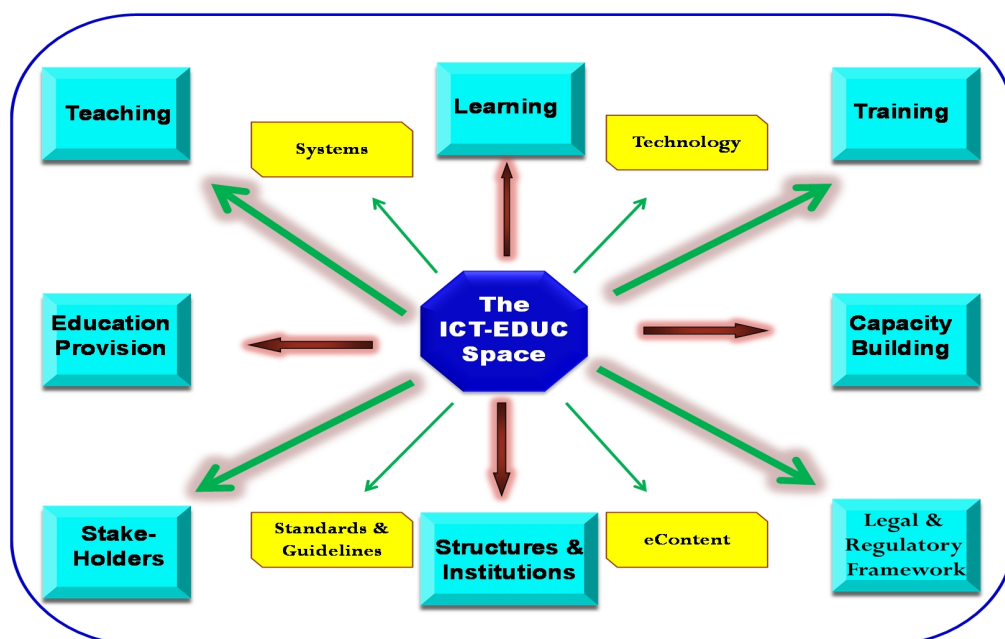 Teaching
Learning
Training
Systems
Technology
Education
Provision
The
ICT-EDUC
Space
Capacity
Building
Stake-
Holders
Standards &
Guidelines
Structures &
Institutions
eContent
Legal &
Regulatory
Framework